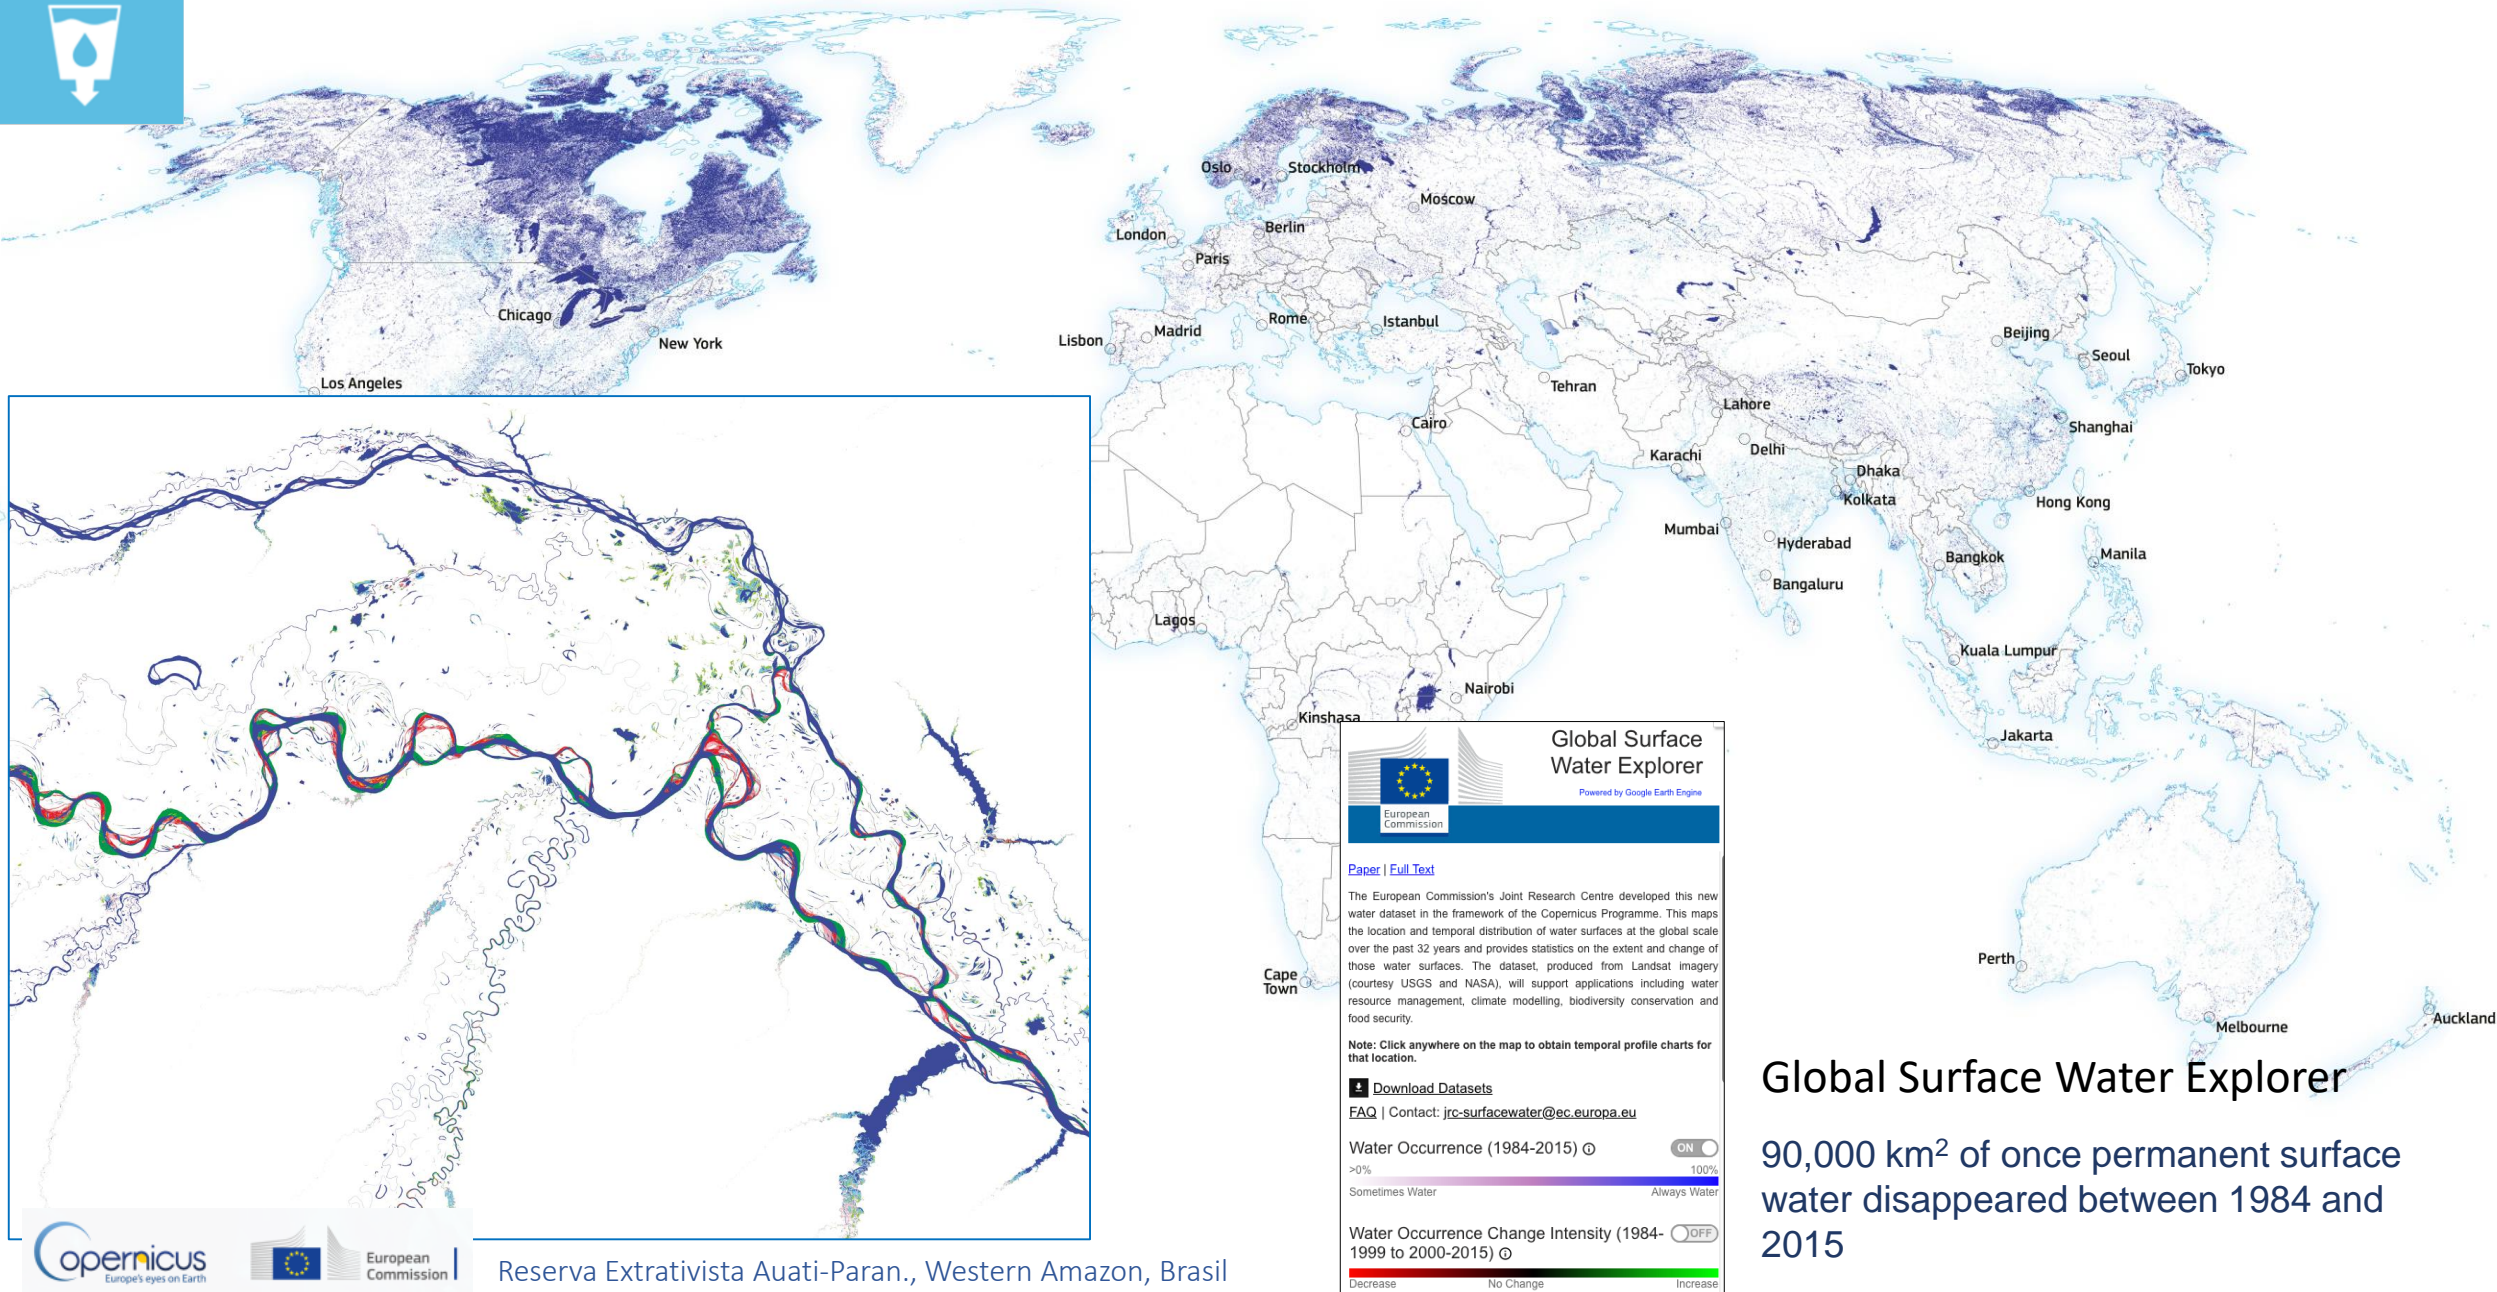 Oslo
Stockholm
Moscow
London
Berlin
Paris
Chicago
New York
Lisbon
Madrid
Rome
Istanbul
Beijing
Seoul
Tokyo
Los Angeles
Tehran
Lahore
Cairo
Shanghai
Karachi
Delhi
Dhaka
Kolkata
Hong Kong
Mumbai
Hyderabad
Bangkok
Manila
Bangaluru
Lagos
Kuala Lumpur
Nairobi
Kinshasa
Jakarta
Perth
Cape
Town
Melbourne
Auckland
Global Surface
Water Explorer
Powered by Google Earth Engine
European
Commission
Paper | Full Text
The European Commission's Joint Research Centre developed this new
water dataset in the framework of the Copernicus Programme. This maps
the location and temporal distribution of water surfaces at the global scale
over the past 32 years and provides statistics on the extent and change of
those water surfaces. The dataset, produced from Landsat imagery
(courtesy USGS and NASA), will support applications including water
resource management, climate modelling, biodiversity conservation and
food security.
Note: Click anywhere on the map to obtain temporal profile charts for
that location.
Download Datasets
FAQ | Contact: jrc-surfacewater@ec.europa.eu
Water Occurrence (1984-2015) ON
>0% 100%
Sometimes Water Always Water
Water Occurrence Change Intensity (1984- OFF
1999 to 2000-2015)
Decrease No Change Increase
Global Surface Water Explorer
90,000 km² of once permanent surface
water disappeared between 1984 and
2015
opernicus
Europe's eyes on Earth
European
Commission
Reserva Extrativista Auati-Paran., Western Amazon, Brasil